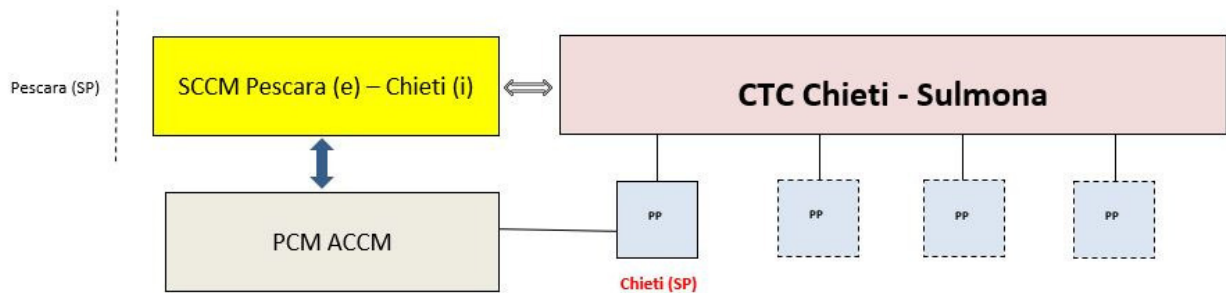 Pescara (SP)
SCCM Pescara (e) – Chieti (i)
CTC Chieti - Sulmona
PCM ACCM
PP
PP
PP
PP
Chieti (SP)